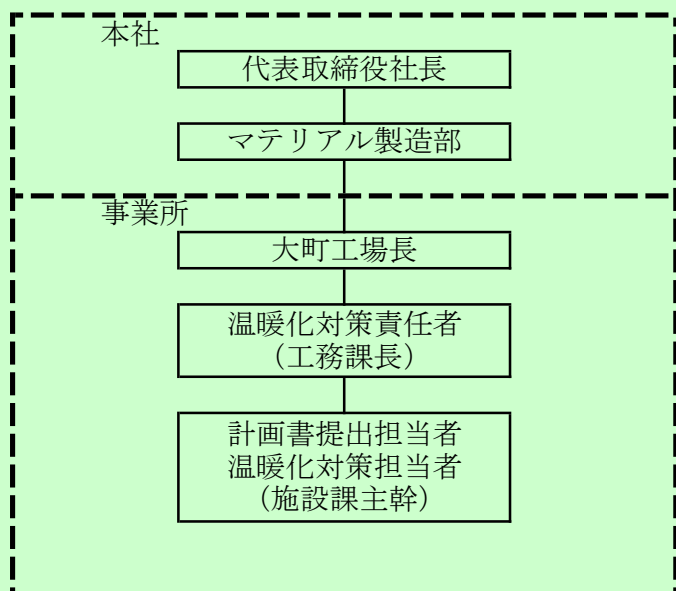 本社
代表取締役社長
マテリアル製造部
事業所
大町工場長
温暖化対策責任者
（工務課長）
計画書提出担当者
温暖化対策担当者
（施設課主幹）